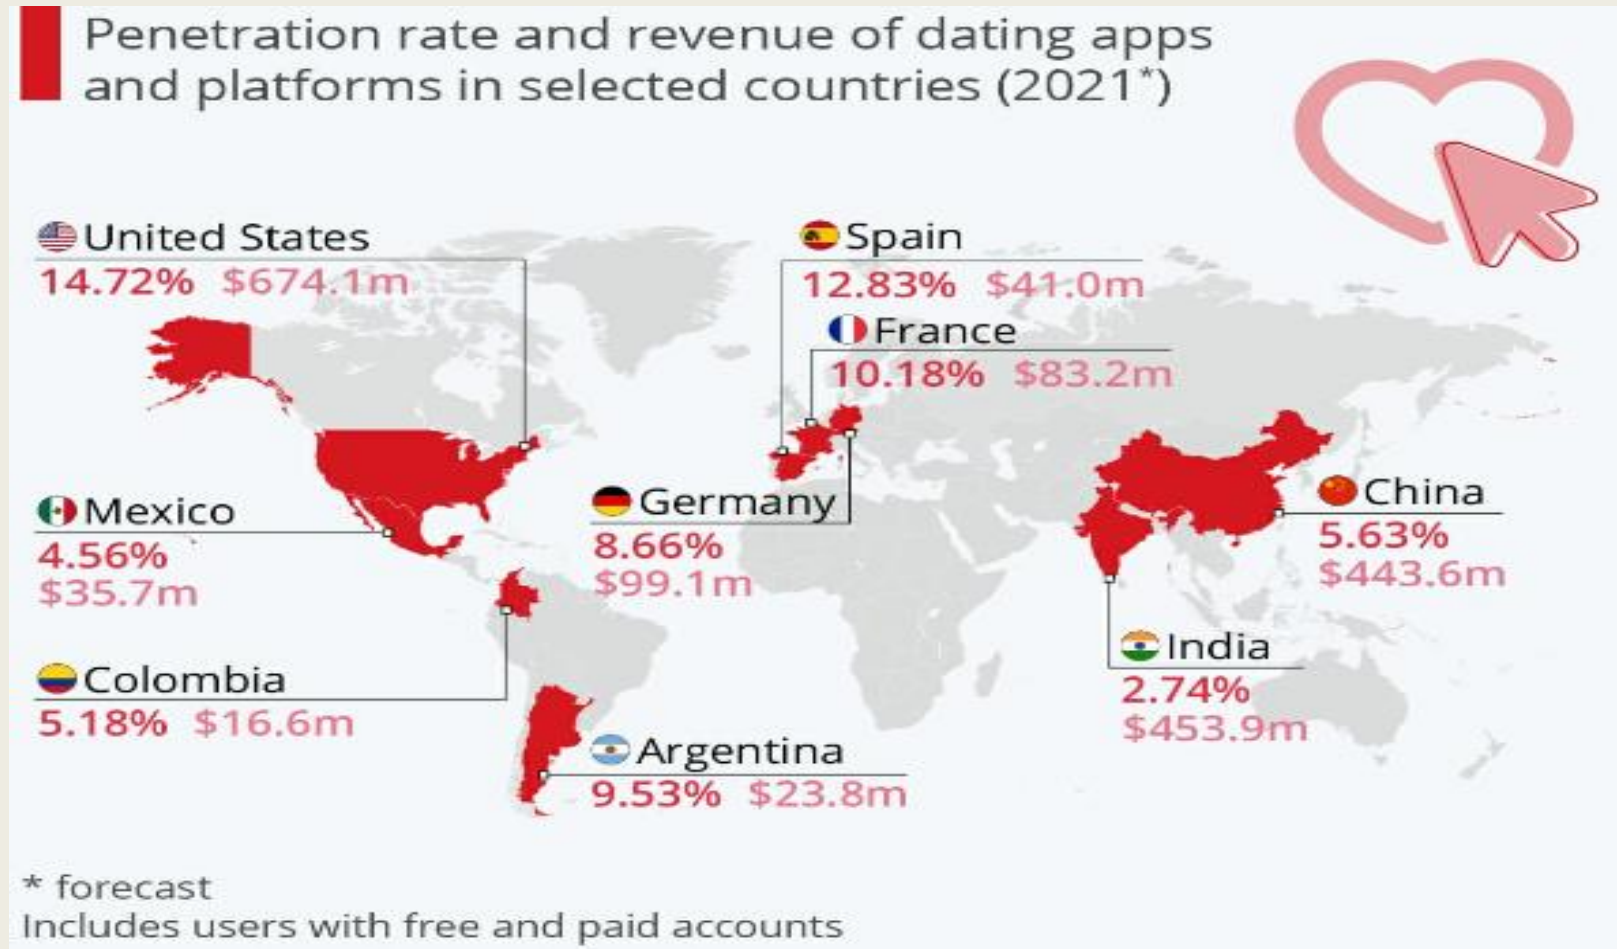 Penetration rate and revenue of dating apps
and platforms in selected countries (2021*)
United States
14.72% $674.1m
Spain
12.83% $41.0m
France
10.18% $83.2m
Mexico
4.56%
$35.7m
Germany
8.66%
$99.1m
China
5.63%
$443.6m
Colombia
5.18% $16.6m
India
2.74%
$453.9m
Argentina
9.53% $23.8m
* forecast
Includes users with free and paid accounts